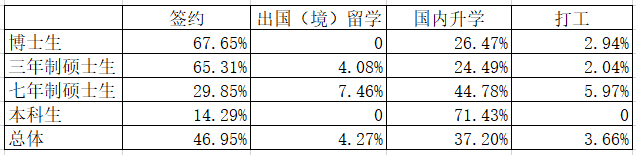 签约 出国（境）留学 国内升学 打工
博士生 67.65% 0 26.47% 2.94%
三年制硕士生 65.31% 4.08% 24.49% 2.04%
七年制硕士生 29.85% 7.46% 44.78% 5.97%
本科生 14.29% 0 71.43% 0
总体 46.95% 4.27% 37.20% 3.66%